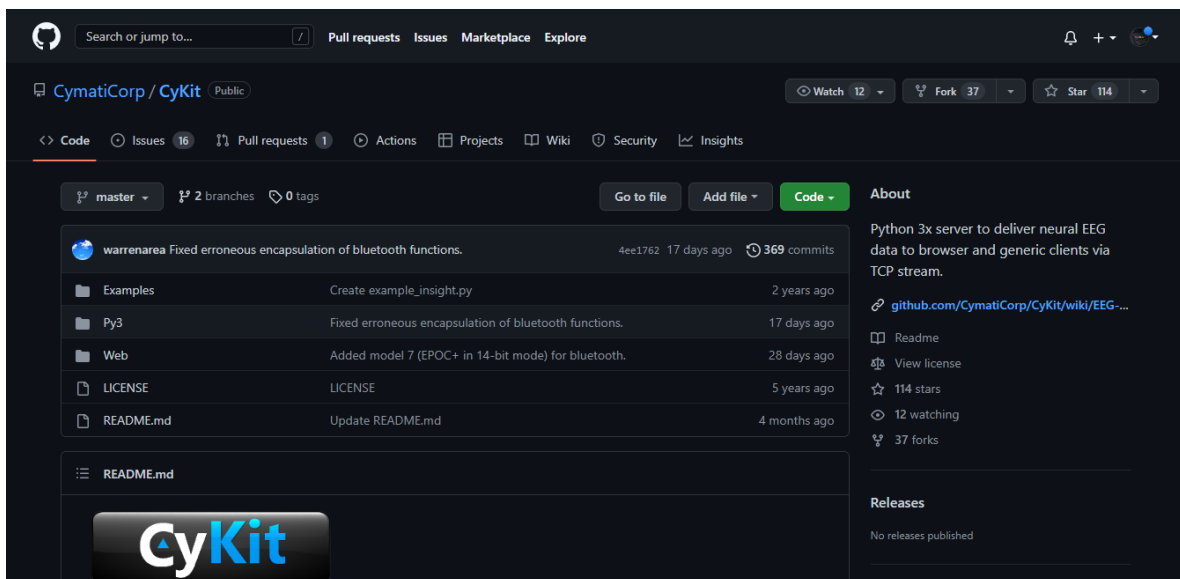 Search or jump to... / Pull requests Issues Marketplace Explore
CymatiCorp / CyKit Public Watch 12 Fork 37 Star 114
Code Issues 16 Pull requests 1 Actions Projects Wiki Security Insights
master 2 branches 0 tags Go to file Add file Code
warrenarea Fixed erroneous encapsulation of bluetooth functions. 4ee1762 17 days ago 369 commits
Examples Create example_insight.py 2 years ago
Py3 Fixed erroneous encapsulation of bluetooth functions. 17 days ago
Web Added model 7 (EPOC+ in 14-bit mode) for bluetooth. 28 days ago
LICENSE LICENSE 5 years ago
README.md Update README.md 4 months ago
README.md
CyKit
About
Python 3x server to deliver neural EEG
data to browser and generic clients via
TCP stream.
github.com/CymatiCorp/CyKit/wiki/EEG-...
Readme
View license
114 stars
12 watching
37 forks
Releases
No releases published